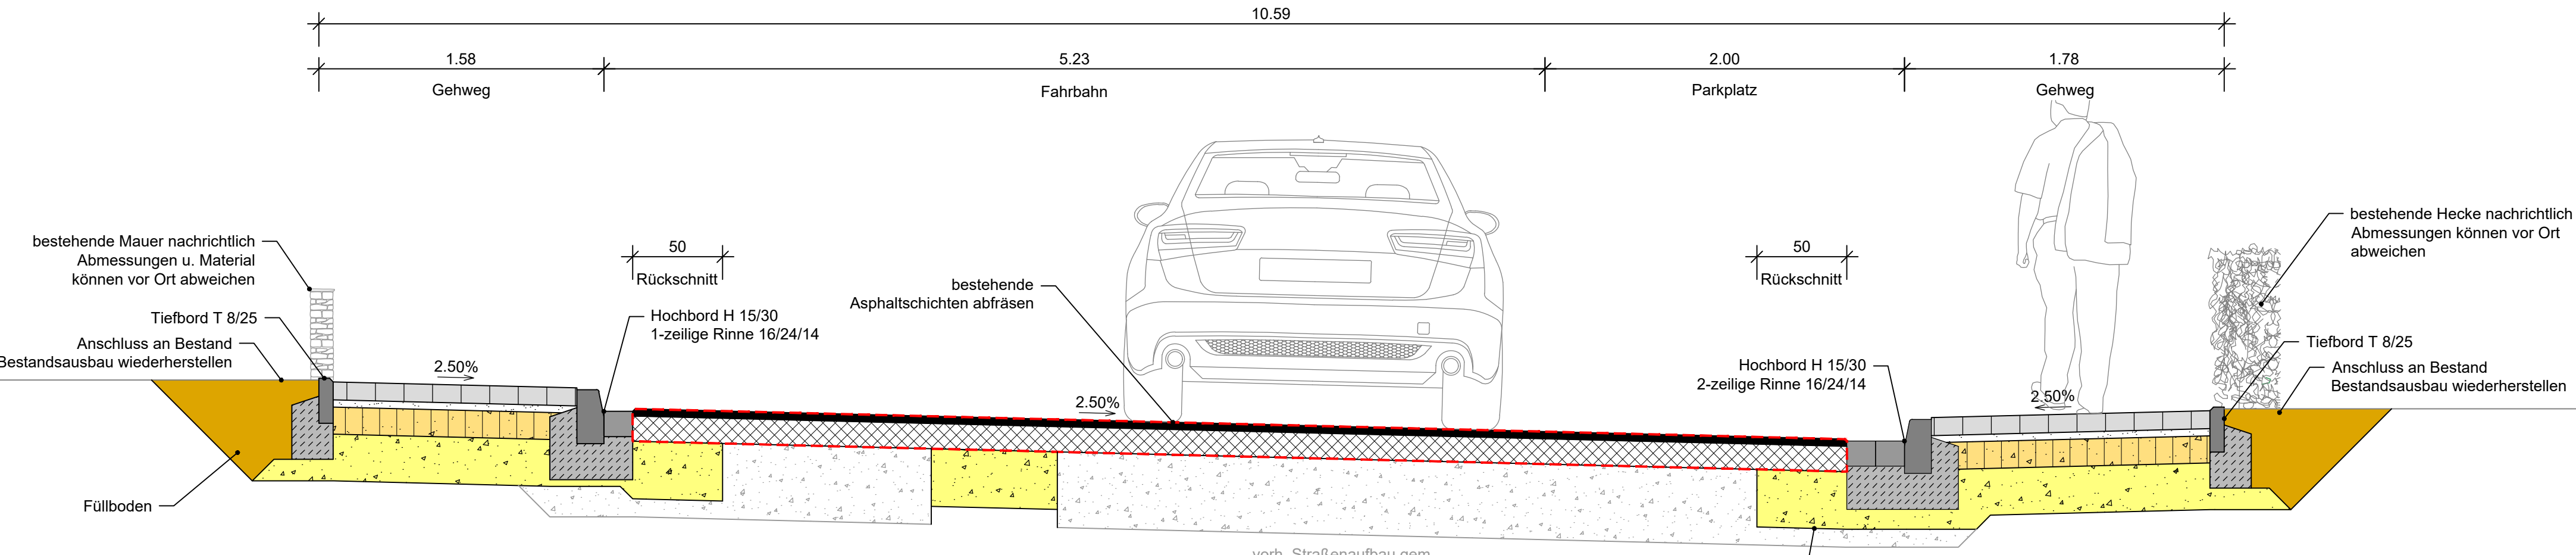 10.59
1.58
5.23
2.00
1.78
Gehweg
Fahrbahn
Parkplatz
Gehweg
bestehende Mauer nachrichtlich
Abmessungen u. Material
können vor Ort abweichen
Tiefbord T 8/25
Anschluss an Bestand
Bestandsausbau wiederherstellen
2.50%
Füllboden
50
Rückschnitt
Hochbord H 15/30
1-zeilige Rinne 16/24/14
bestehende
Asphaltschichten abfräsen
2.50%
50
Rückschnitt
Hochbord H 15/30
2-zeilige Rinne 16/24/14
2.50%
bestehende Hecke nachrichtlich
Abmessungen können vor Ort
abweichen
Tiefbord T 8/25
Anschluss an Bestand
Bestandsausbau wiederherstellen
vorh. Straßenaufbau gem.